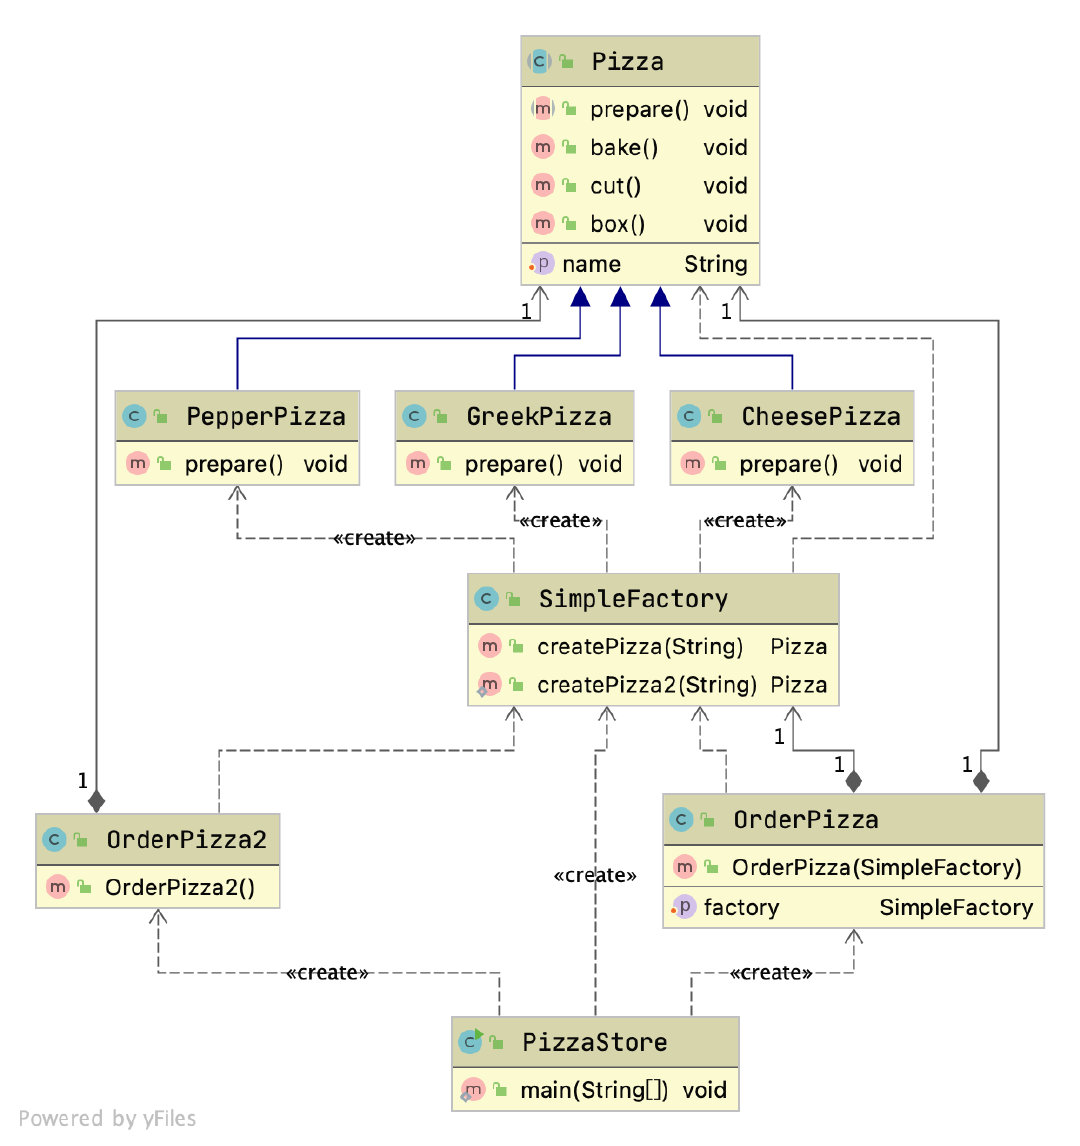 Pizza
prepare() void
bake() void
cut() void
box() void
name String
1
1
PepperPizza
prepare() void
GreekPizza
prepare() void
CheesePizza
prepare() void
«create»
«create»
«create»
SimpleFactory
createPizza(String) Pizza
createPizza2(String) Pizza
1
1
1
1
OrderPizza2
OrderPizza2()
OrderPizza
OrderPizza(SimpleFactory)
factory SimpleFactory
«create»
«create»
«create»
PizzaStore
main(String[]) void
Powered by yFiles